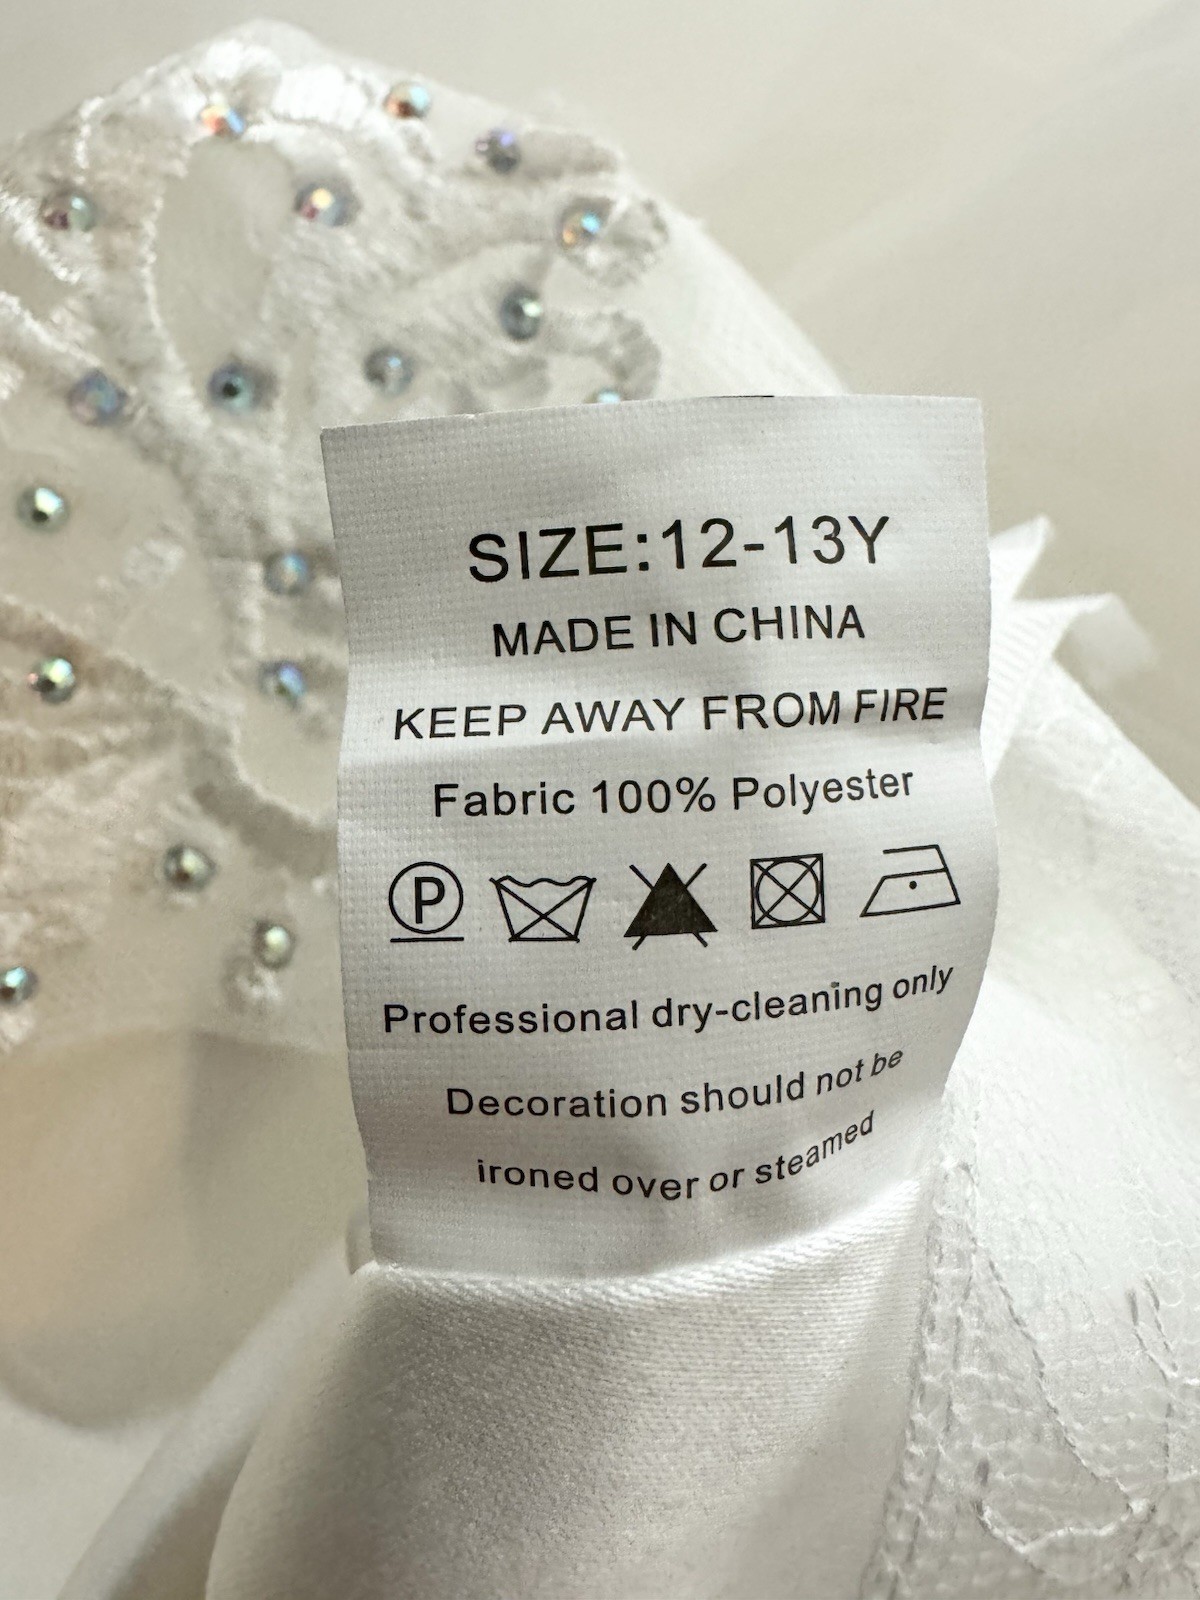 SIZE:12-13Y
MADE IN CHINA
KEEP AWAY FROM FIRE
Fabric 100% Polyester
P
Professional dry-cleaning only
Decoration should not be
ironed over or steamed